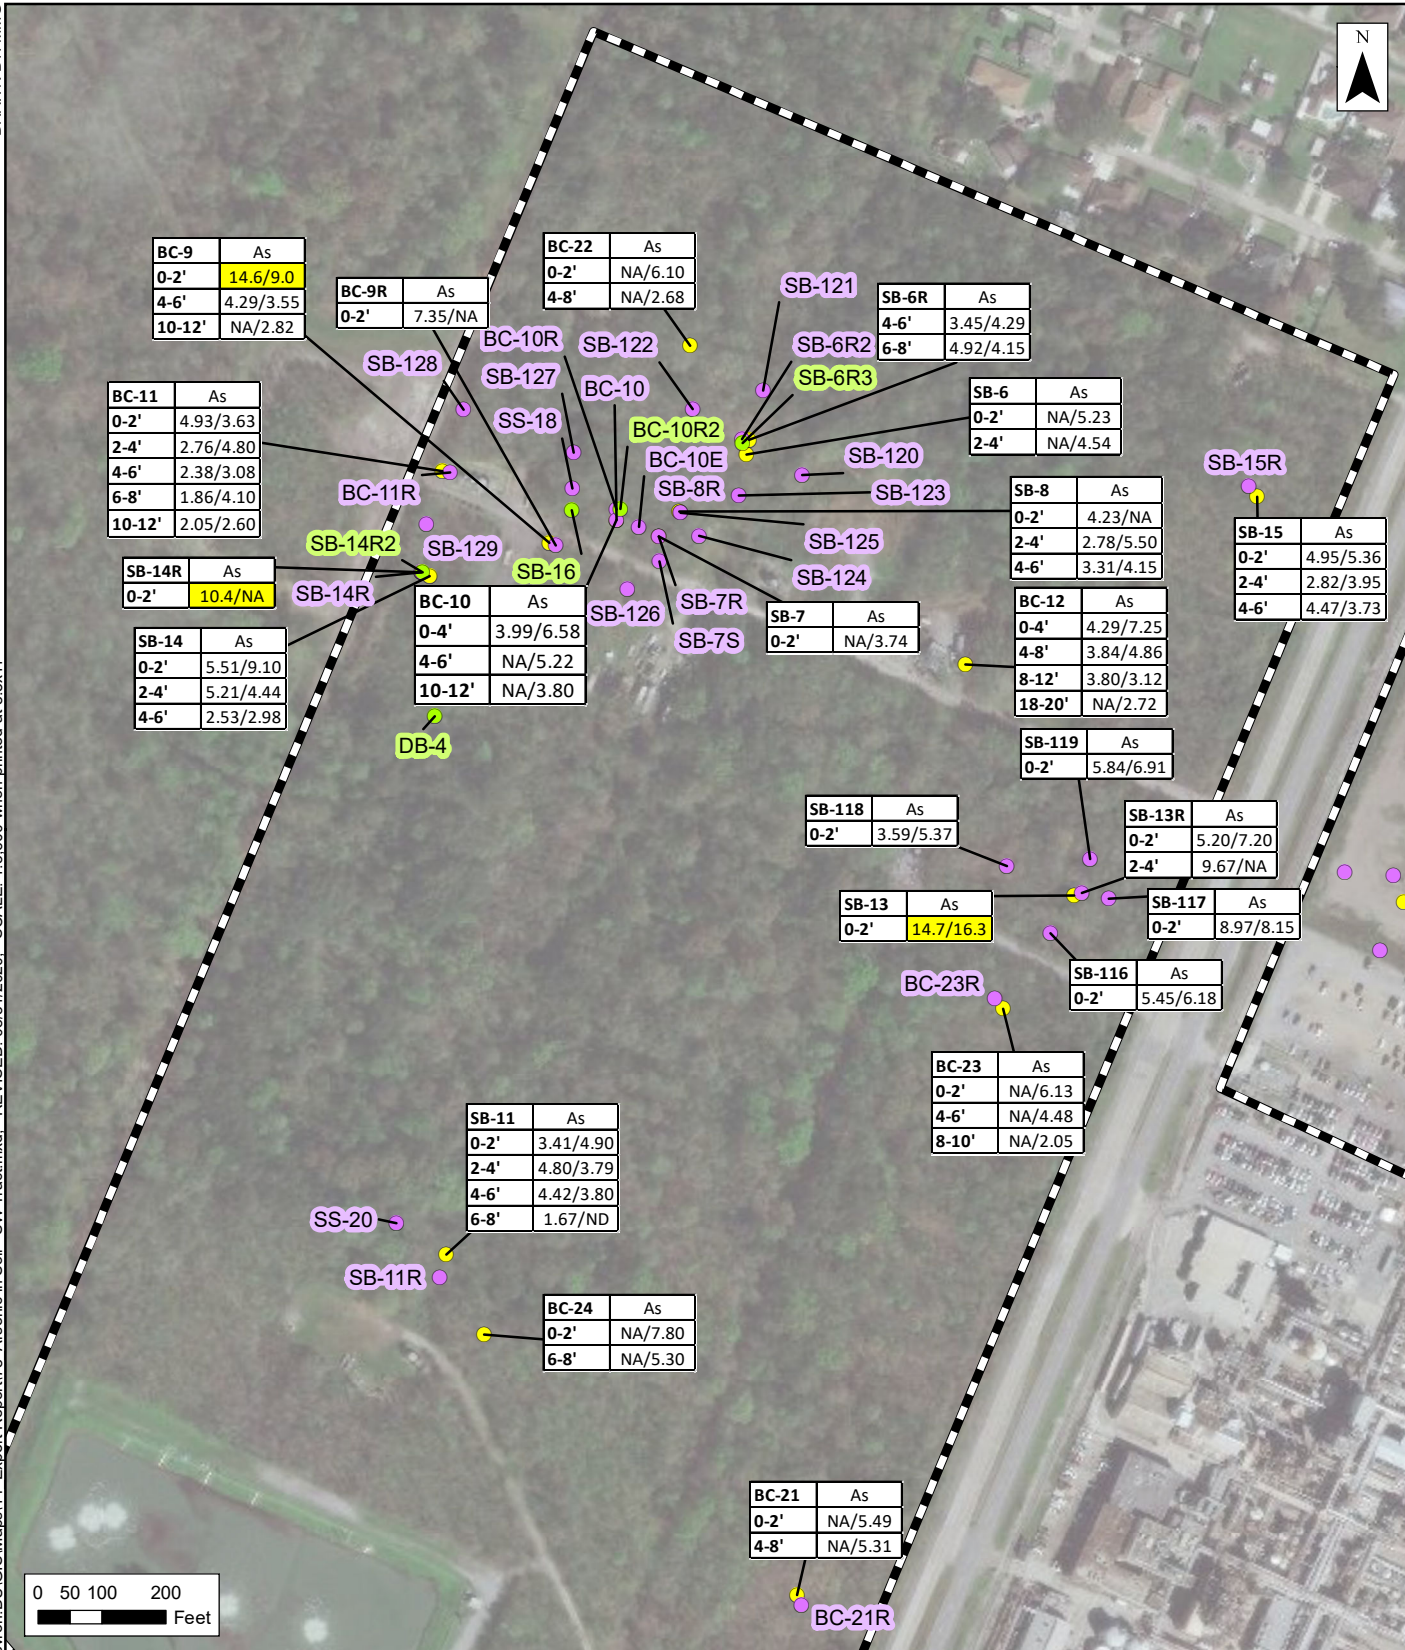 N
BC-9 As
0-2' 14.6/9.0
4-6' 4.29/3.55
10-12' NA/2.82
BC-9R As
0-2' 7.35/NA
BC-22 As
0-2' NA/6.10
4-8' NA/2.68
SB-121
SB-6R As
4-6' 3.45/4.29
6-8' 4.92/4.15
BC-10R
SB-122
SB-6R2
SB-128
SB-127
BC-10
SB-6R3
SB-6 As
0-2' NA/5.23
2-4' NA/4.54
BC-11 As
0-2' 4.93/3.63
2-4' 2.76/4.80
4-6' 2.38/3.08
6-8' 1.86/4.10
10-12' 2.05/2.60
SS-18
BC-10R2
BC-10E
SB-120
SB-8R
SB-123
SB-15R
BC-11R
SB-8 As
0-2' 4.23/NA
2-4' 2.78/5.50
4-6' 3.31/4.15
SB-15 As
0-2' 4.95/5.36
2-4' 2.82/3.95
4-6' 4.47/3.73
SB-14R2
SB-129
SB-125
SB-16
SB-124
SB-14R As
0-2' 10.4/NA
SB-14R
BC-10 As
0-4' 3.99/6.58
4-6' NA/5.22
10-12' NA/3.80
SB-126
SB-7R
SB-7S
SB-7 As
0-2' NA/3.74
BC-12 As
0-4' 4.29/7.25
4-8' 3.84/4.86
8-12' 3.80/3.12
18-20' NA/2.72
SB-14 As
0-2' 5.51/9.10
2-4' 5.21/4.44
4-6' 2.53/2.98
DB-4
SB-119 As
0-2' 5.84/6.91
SB-118 As
0-2' 3.59/5.37
SB-13R As
0-2' 5.20/7.20
2-4' 9.67/NA
SB-13 As
0-2' 14.7/16.3
SB-117 As
0-2' 8.97/8.15
SB-116 As
0-2' 5.45/6.18
BC-23R
BC-23 As
0-2' NA/6.13
4-6' NA/4.48
8-10' NA/2.05
SB-11 As
0-2' 3.41/4.90
2-4' 4.80/3.79
4-6' 4.42/3.80
6-8' 1.67/ND
SS-20
SB-11R
BC-24 As
0-2' NA/7.80
6-8' NA/5.30
BC-21 As
0-2' NA/5.49
4-8' NA/5.31
BC-21R
0 50 100 200
Feet